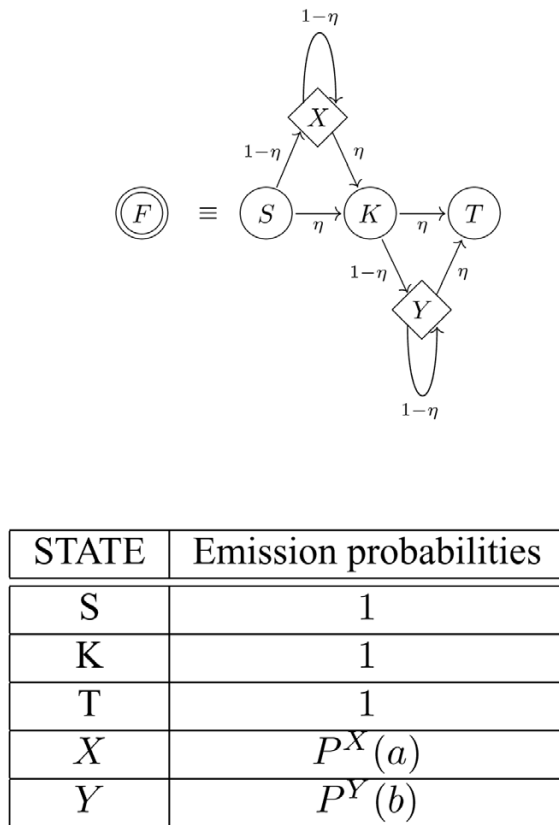 1−η
X
1−η
η
F ≡ S η K η T
1−η
η
Y
1−η
STATE Emission probabilities
S 1
K 1
T 1
X P^X(a)
Y P^Y(b)